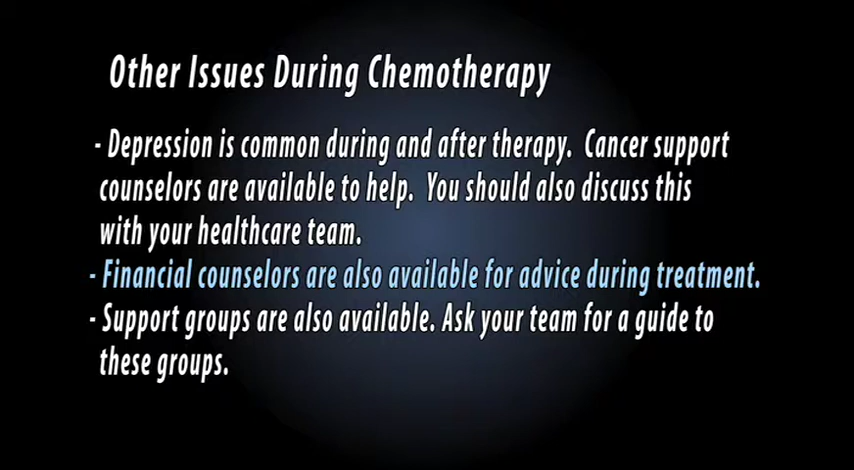 Other Issues During Chemotherapy
- Depression is common during and after therapy.  Cancer support
counselors are available to help.  You should also discuss this
with your healthcare team.
- Financial counselors are also available for advice during treatment.
- Support groups are also available. Ask your team for a guide to
these groups.